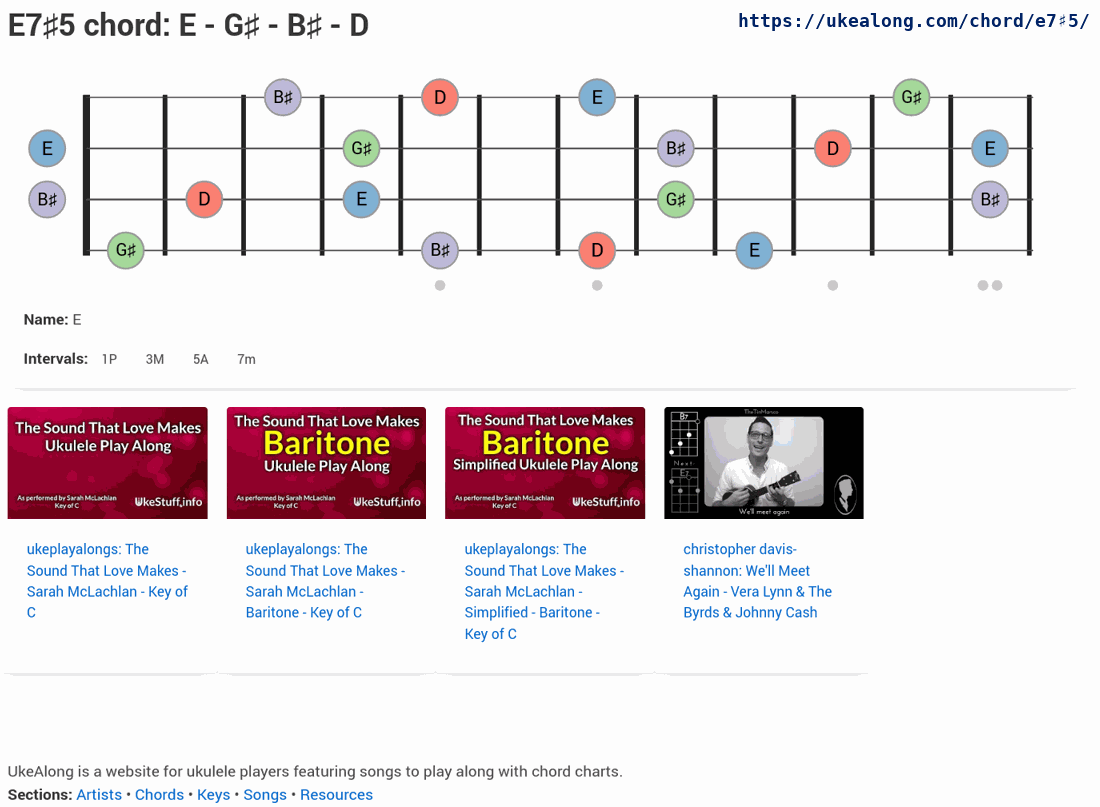 E7♯5 chord: E - G♯ - B♯ - D
https://ukealong.com/chord/e7♯5/
B♯ D E G♯
E G♯ B♯ D E
B♯ D E G♯ B♯
G♯ B♯ D E
Name: E
Intervals: 1P 3M 5A 7m
The Sound That Love Makes
Ukulele Play Along
As performed by Sarah McLachlan
Key of C
UkeStuff.info
The Sound That Love Makes
Baritone
Ukulele Play Along
As performed by Sarah McLachlan
Key of C
UkeStuff.info
The Sound That Love Makes
Baritone
Simplified Ukulele Play Along
As performed by Sarah McLachlan
Key of C
UkeStuff.info
TheTinManos
B7
Next:
E7
We'll meet again
ukeplayalongs: The
Sound That Love Makes -
Sarah McLachlan - Key of
C
ukeplayalongs: The
Sound That Love Makes -
Sarah McLachlan -
Baritone - Key of C
ukeplayalongs: The
Sound That Love Makes -
Sarah McLachlan -
Simplified - Baritone -
Key of C
christopher davis-
shannon: We'll Meet
Again - Vera Lynn & The
Byrds & Johnny Cash
UkeAlong is a website for ukulele players featuring songs to play along with chord charts.
Sections: Artists • Chords • Keys • Songs • Resources